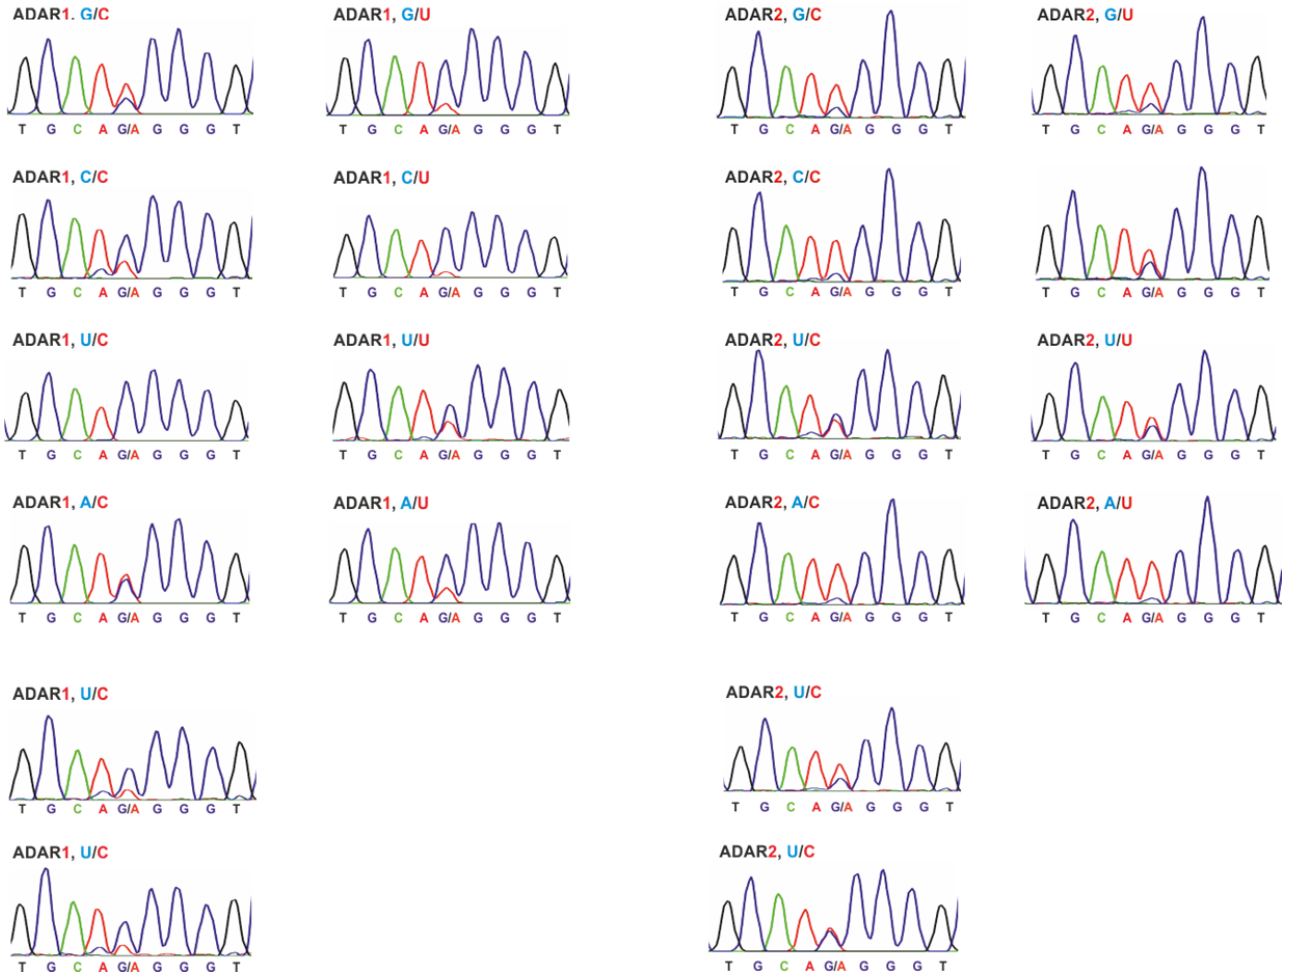 ADAR1. G/C
ADAR1, G/U
ADAR2, G/C
ADAR2, G/U
T G C A G/A G G G T
T G C A G/A G G G T
T G C A G/A G G G T
T G C A G/A G G G T
ADAR1, C/C
ADAR1, C/U
ADAR2, C/C
T G C A G/A G G G T
T G C A G/A G G G T
T G C A G/A G G G T
T G C A G/A G G G T
ADAR1, U/C
ADAR1, U/U
ADAR2, U/C
ADAR2, U/U
T G C A G/A G G G T
T G C A G/A G G G T
T G C A G/A G G G T
T G C A G/A G G G T
ADAR1, A/C
ADAR1, A/U
ADAR2, A/C
ADAR2, A/U
T G C A G/A G G G T
T G C A G/A G G G T
T G C A G/A G G G T
T G C A G/A G G G T
ADAR1, U/C
ADAR2, U/C
T G C A G/A G G G T
T G C A G/A G G G T
ADAR1, U/C
ADAR2, U/C
T G C A G/A G G G T
T G C A G/A G G G T